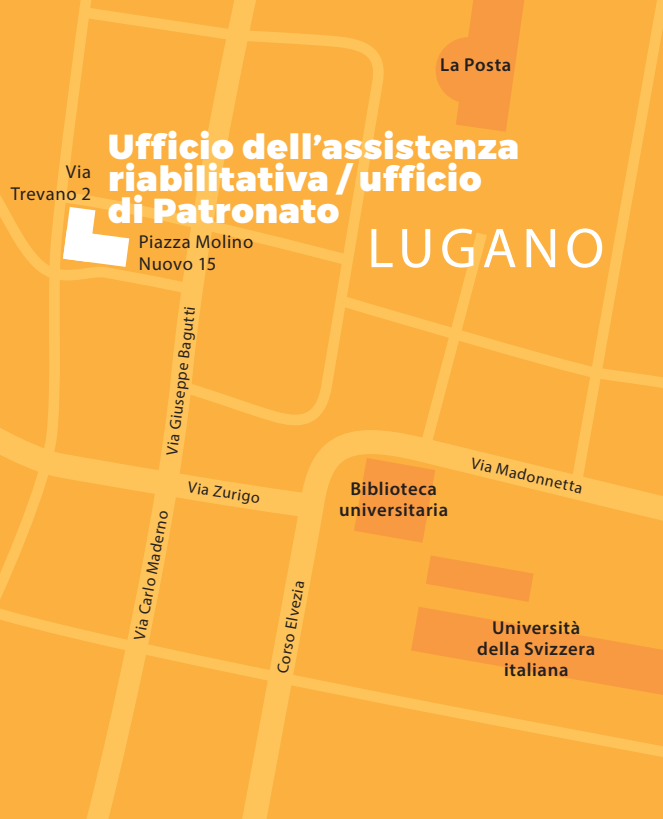 La Posta
Ufficio dell’assistenza
riabilitativa / ufficio
di Patronato
Via
Trevano 2
Piazza Molino
Nuovo 15
LUGANO
Via Giuseppe Bagutti
Via Madonnetta
Via Zurigo
Biblioteca
universitaria
Via Carlo Maderno
Corso Elvezia
Università
della Svizzera
italiana